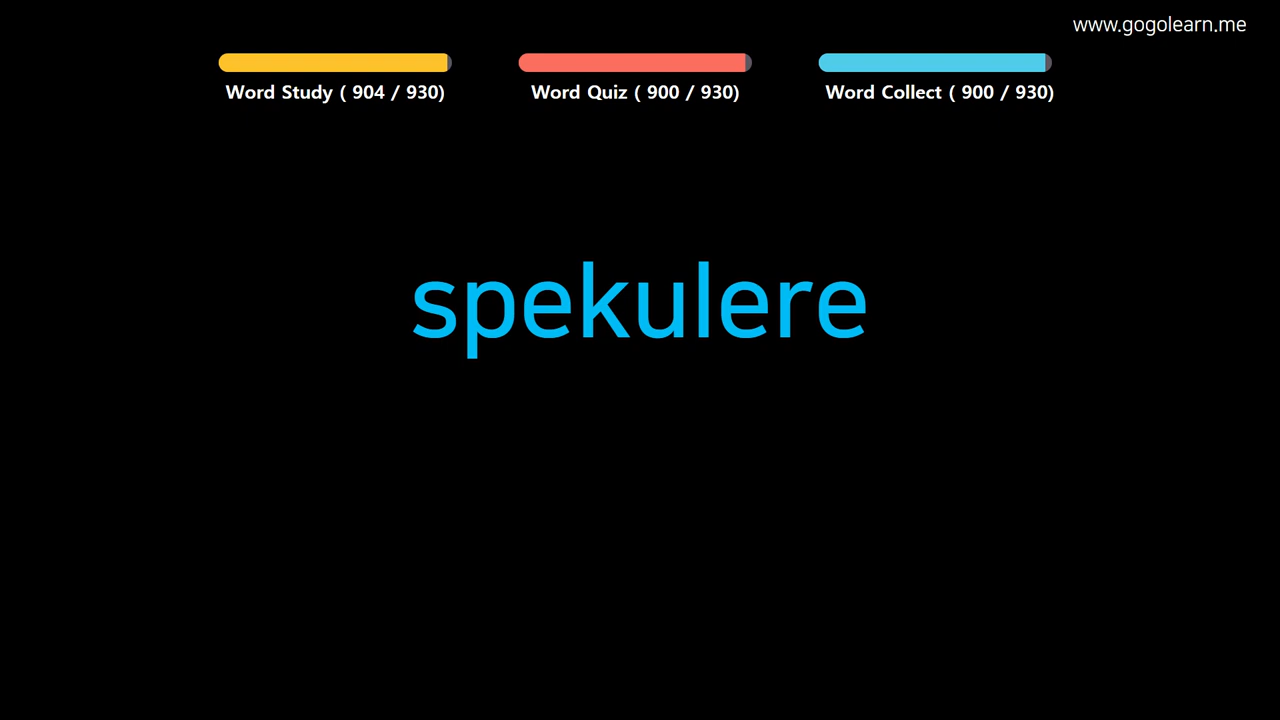 www.gogolearn.me
Word Study ( 904 / 930)
Word Quiz ( 900 / 930)
Word Collect ( 900 / 930)
spekulere